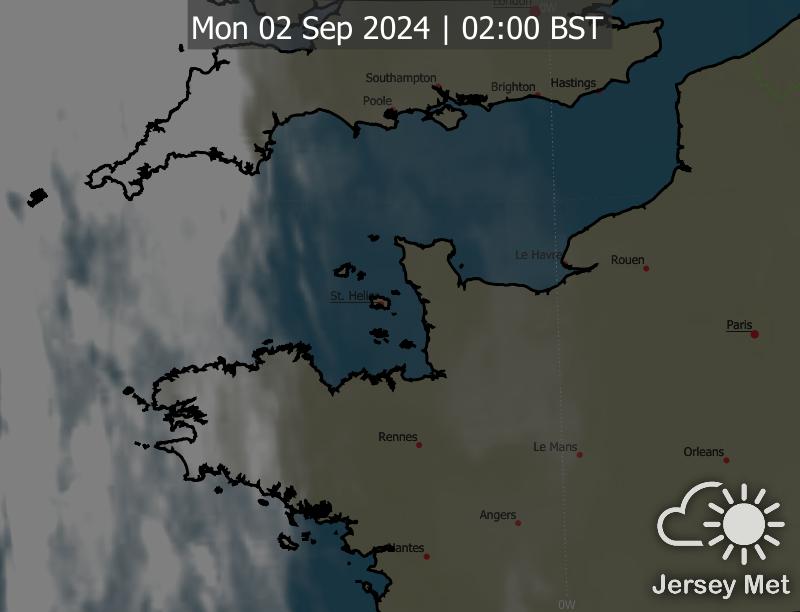 London
0W
Mon 02 Sep 2024 | 02:00 BST
Southampton
Brighton
Hastings
Poole
Le Havre
Rouen
St. Helier
Paris
Rennes
Le Mans
Orleans
Angers
Nantes
Jersey Met
0W